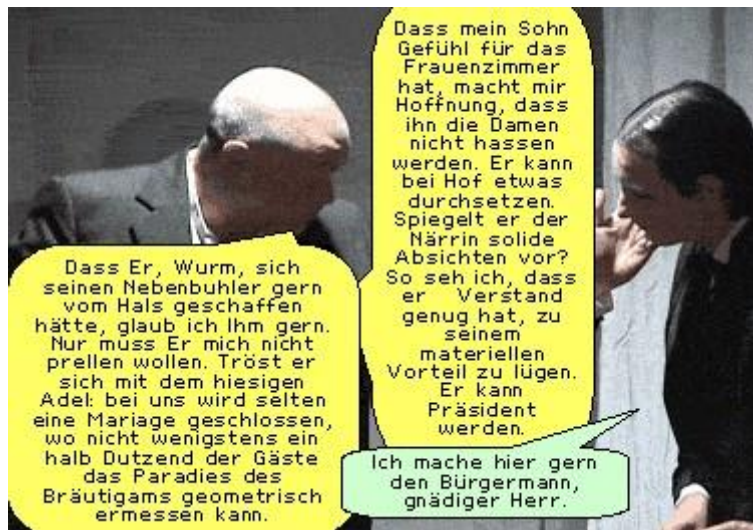 Dass mein Sohn
Gefühl für das
Frauenzimmer
hat, macht mir
Hoffnung, dass
ihn die Damen
nicht hassen
werden. Er kann
bei Hof etwas
durchsetzen.
Spiegelt er der
Närrin solide
Absichten vor?
So seh ich, dass
er Verstand
genug hat, zu
seinem
materiellen
Vorteil zu lügen.
Er kann
Präsident
werden.
Dass Er, Wurm, sich
seinen Nebenbuhler gern
vom Hals geschaffen
hätte, glaub ich Ihm gern.
Nur muss Er mich nicht
prellen wollen. Tröst er
sich mit dem hiesigen
Adel: bei uns wird selten
eine Mariage geschlossen,
wo nicht wenigstens ein
halb Dutzend der Gäste
das Paradies des
Bräutigams geometrisch
ermessen kann.
Ich mache hier gern
den Bürgermann,
gnädiger Herr.